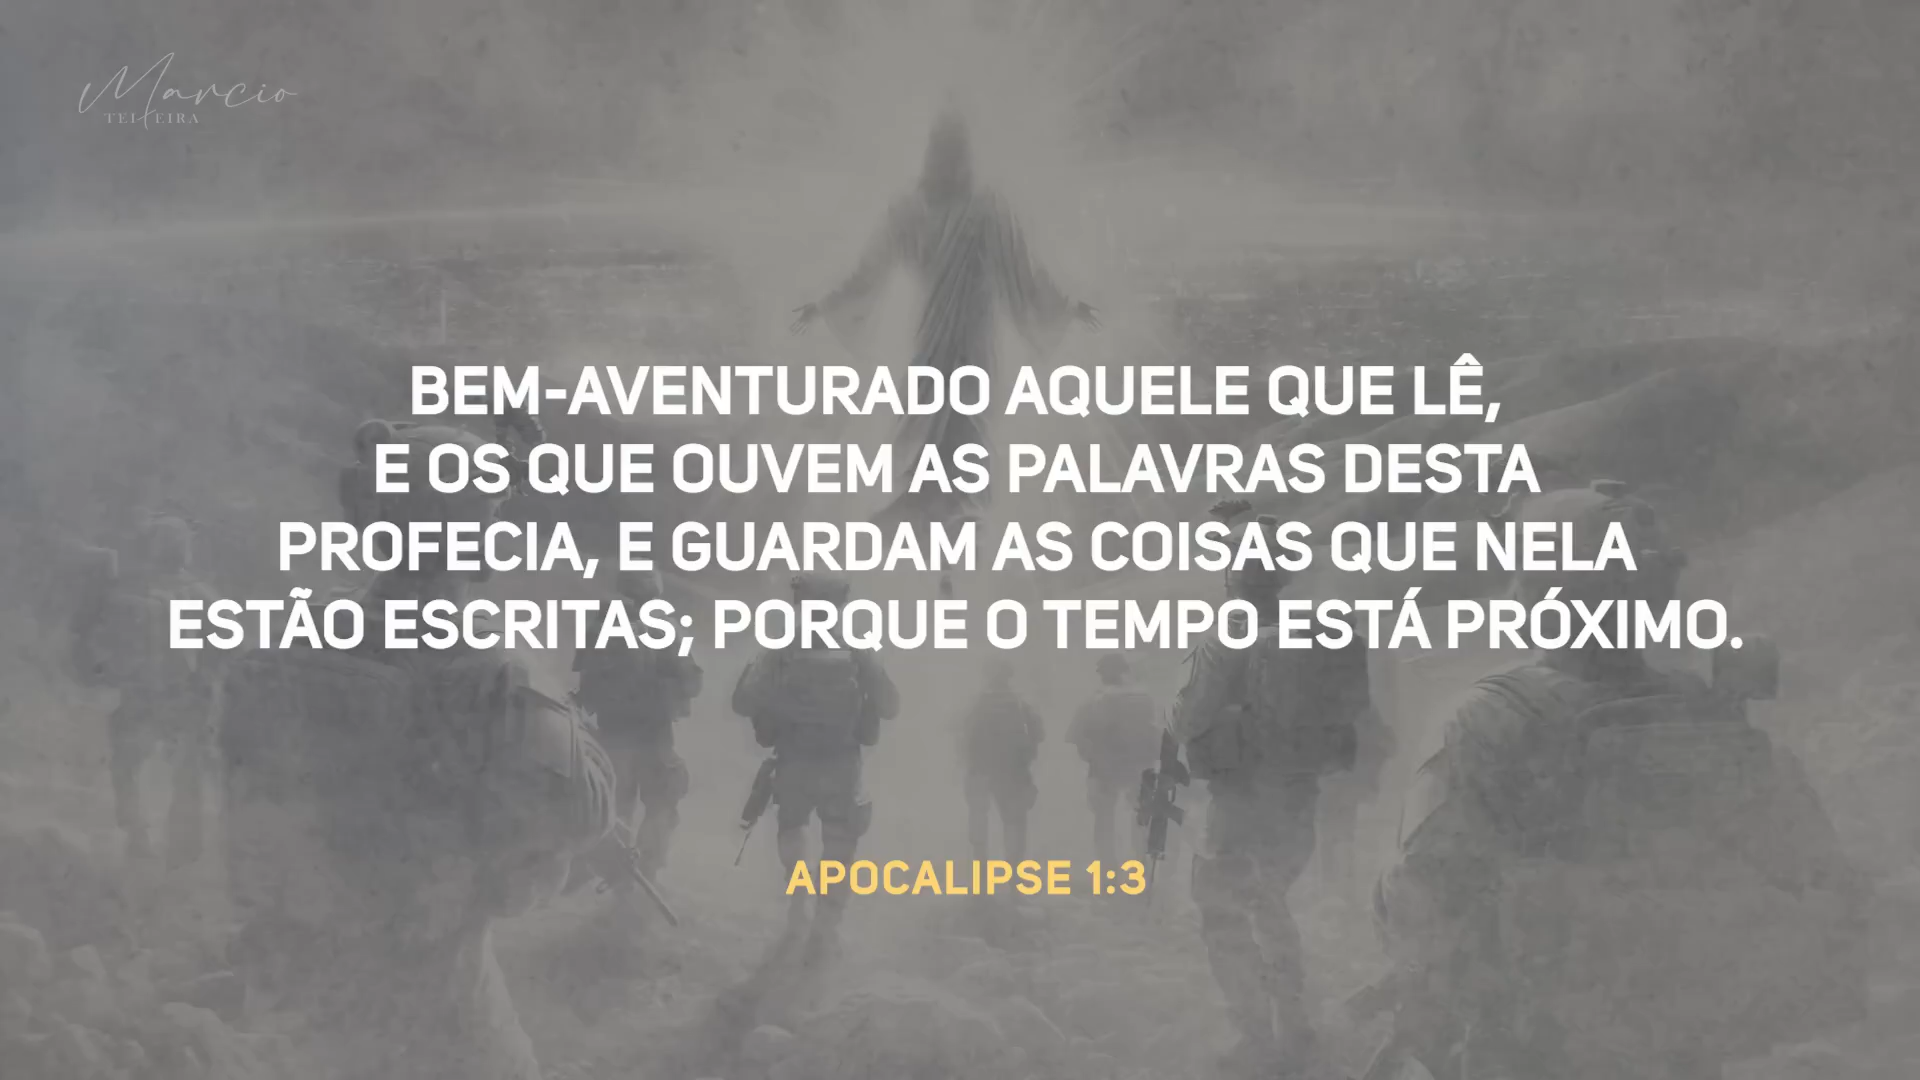 Marcio
TEIXEIRA
BEM-AVENTURADO AQUELE QUE LÊ,
E OS QUE OUVEM AS PALAVRAS DESTA
PROFECIA, E GUARDAM AS COISAS QUE NELA
ESTÃO ESCRITAS; PORQUE O TEMPO ESTÁ PRÓXIMO.
APOCALIPSE 1:3